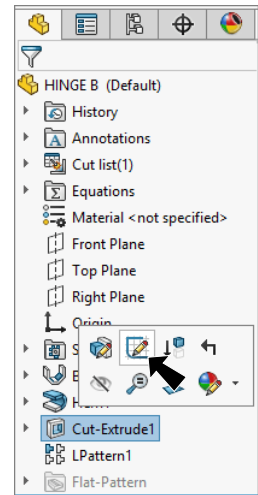 HINGE B (Default)
History
Annotations
Cut list(1)
Equations
Material <not specified>
Front Plane
Top Plane
Right Plane
Origin
S
B
Cut-Extrude1
LPattern1
Flat-Pattern